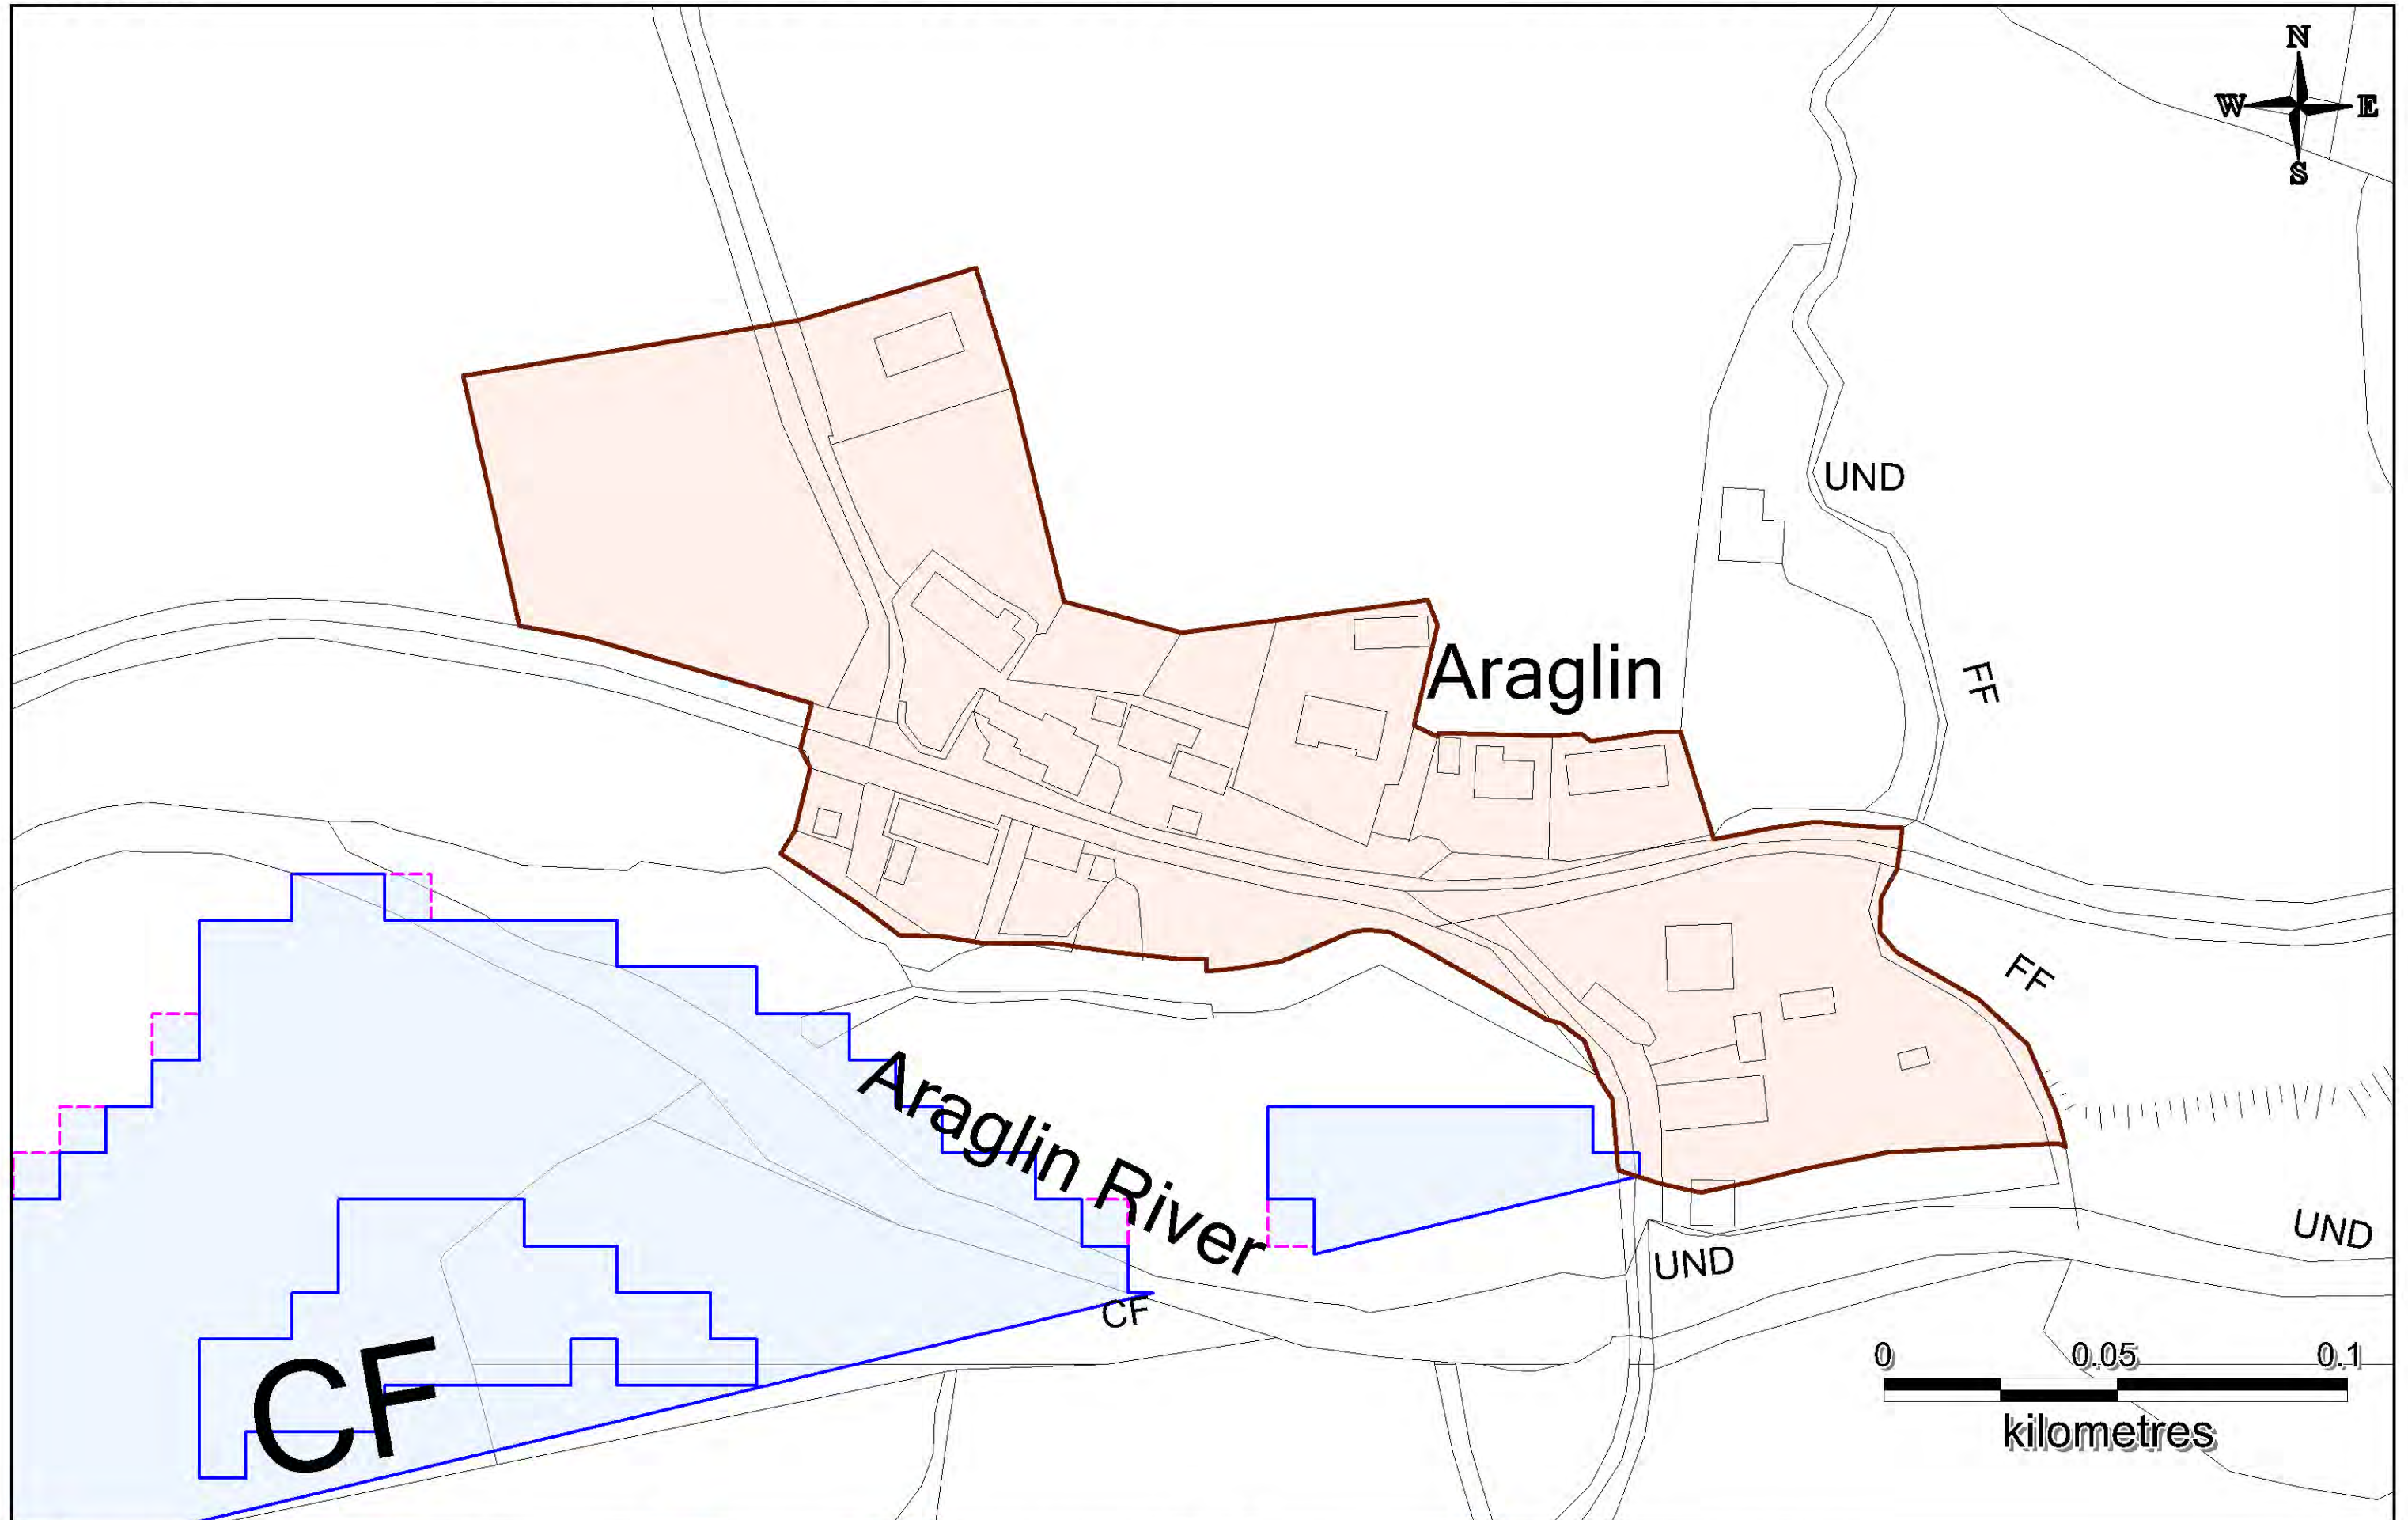 N
W E
S
UND
FF
Araglin
FF
Araglin River
UND
UND
CF
CF
0 0.05 0.1
kilometres